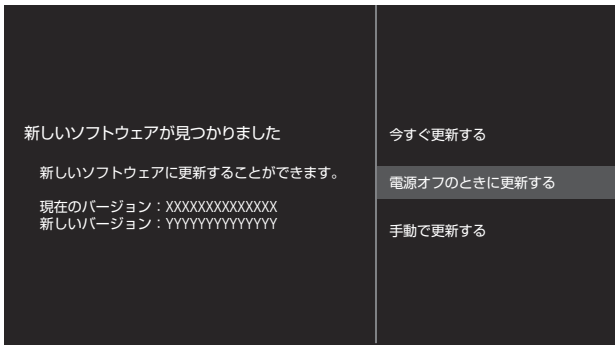 新しいソフトウェアが見つかりました
新しいソフトウェアに更新することができます。
現在のバージョン：XXXXXXXXXXXXXX
新しいバージョン：YYYYYYYYYYYYYY
今すぐ更新する
電源オフのときに更新する
手動で更新する